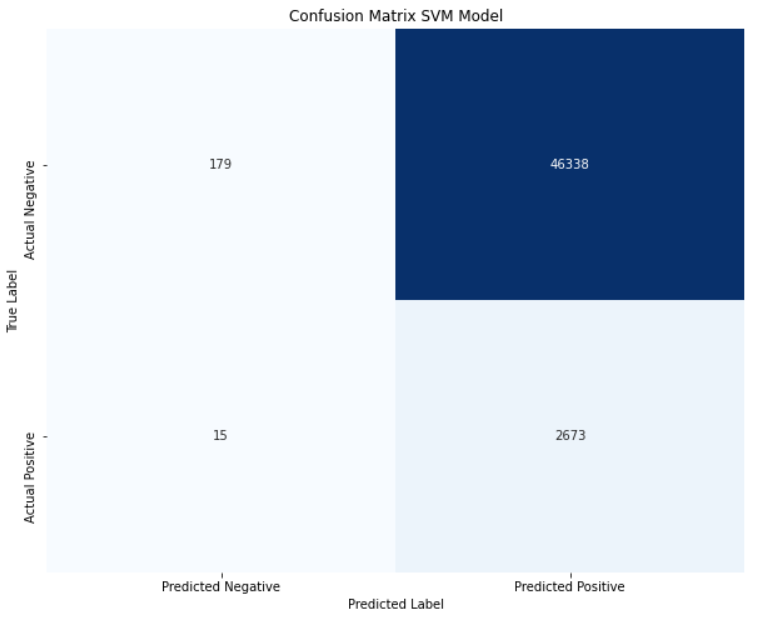 Confusion Matrix SVM Model
True Label
Actual Negative
179
46338
Actual Positive
15
2673
Predicted Negative
Predicted Positive
Predicted Label